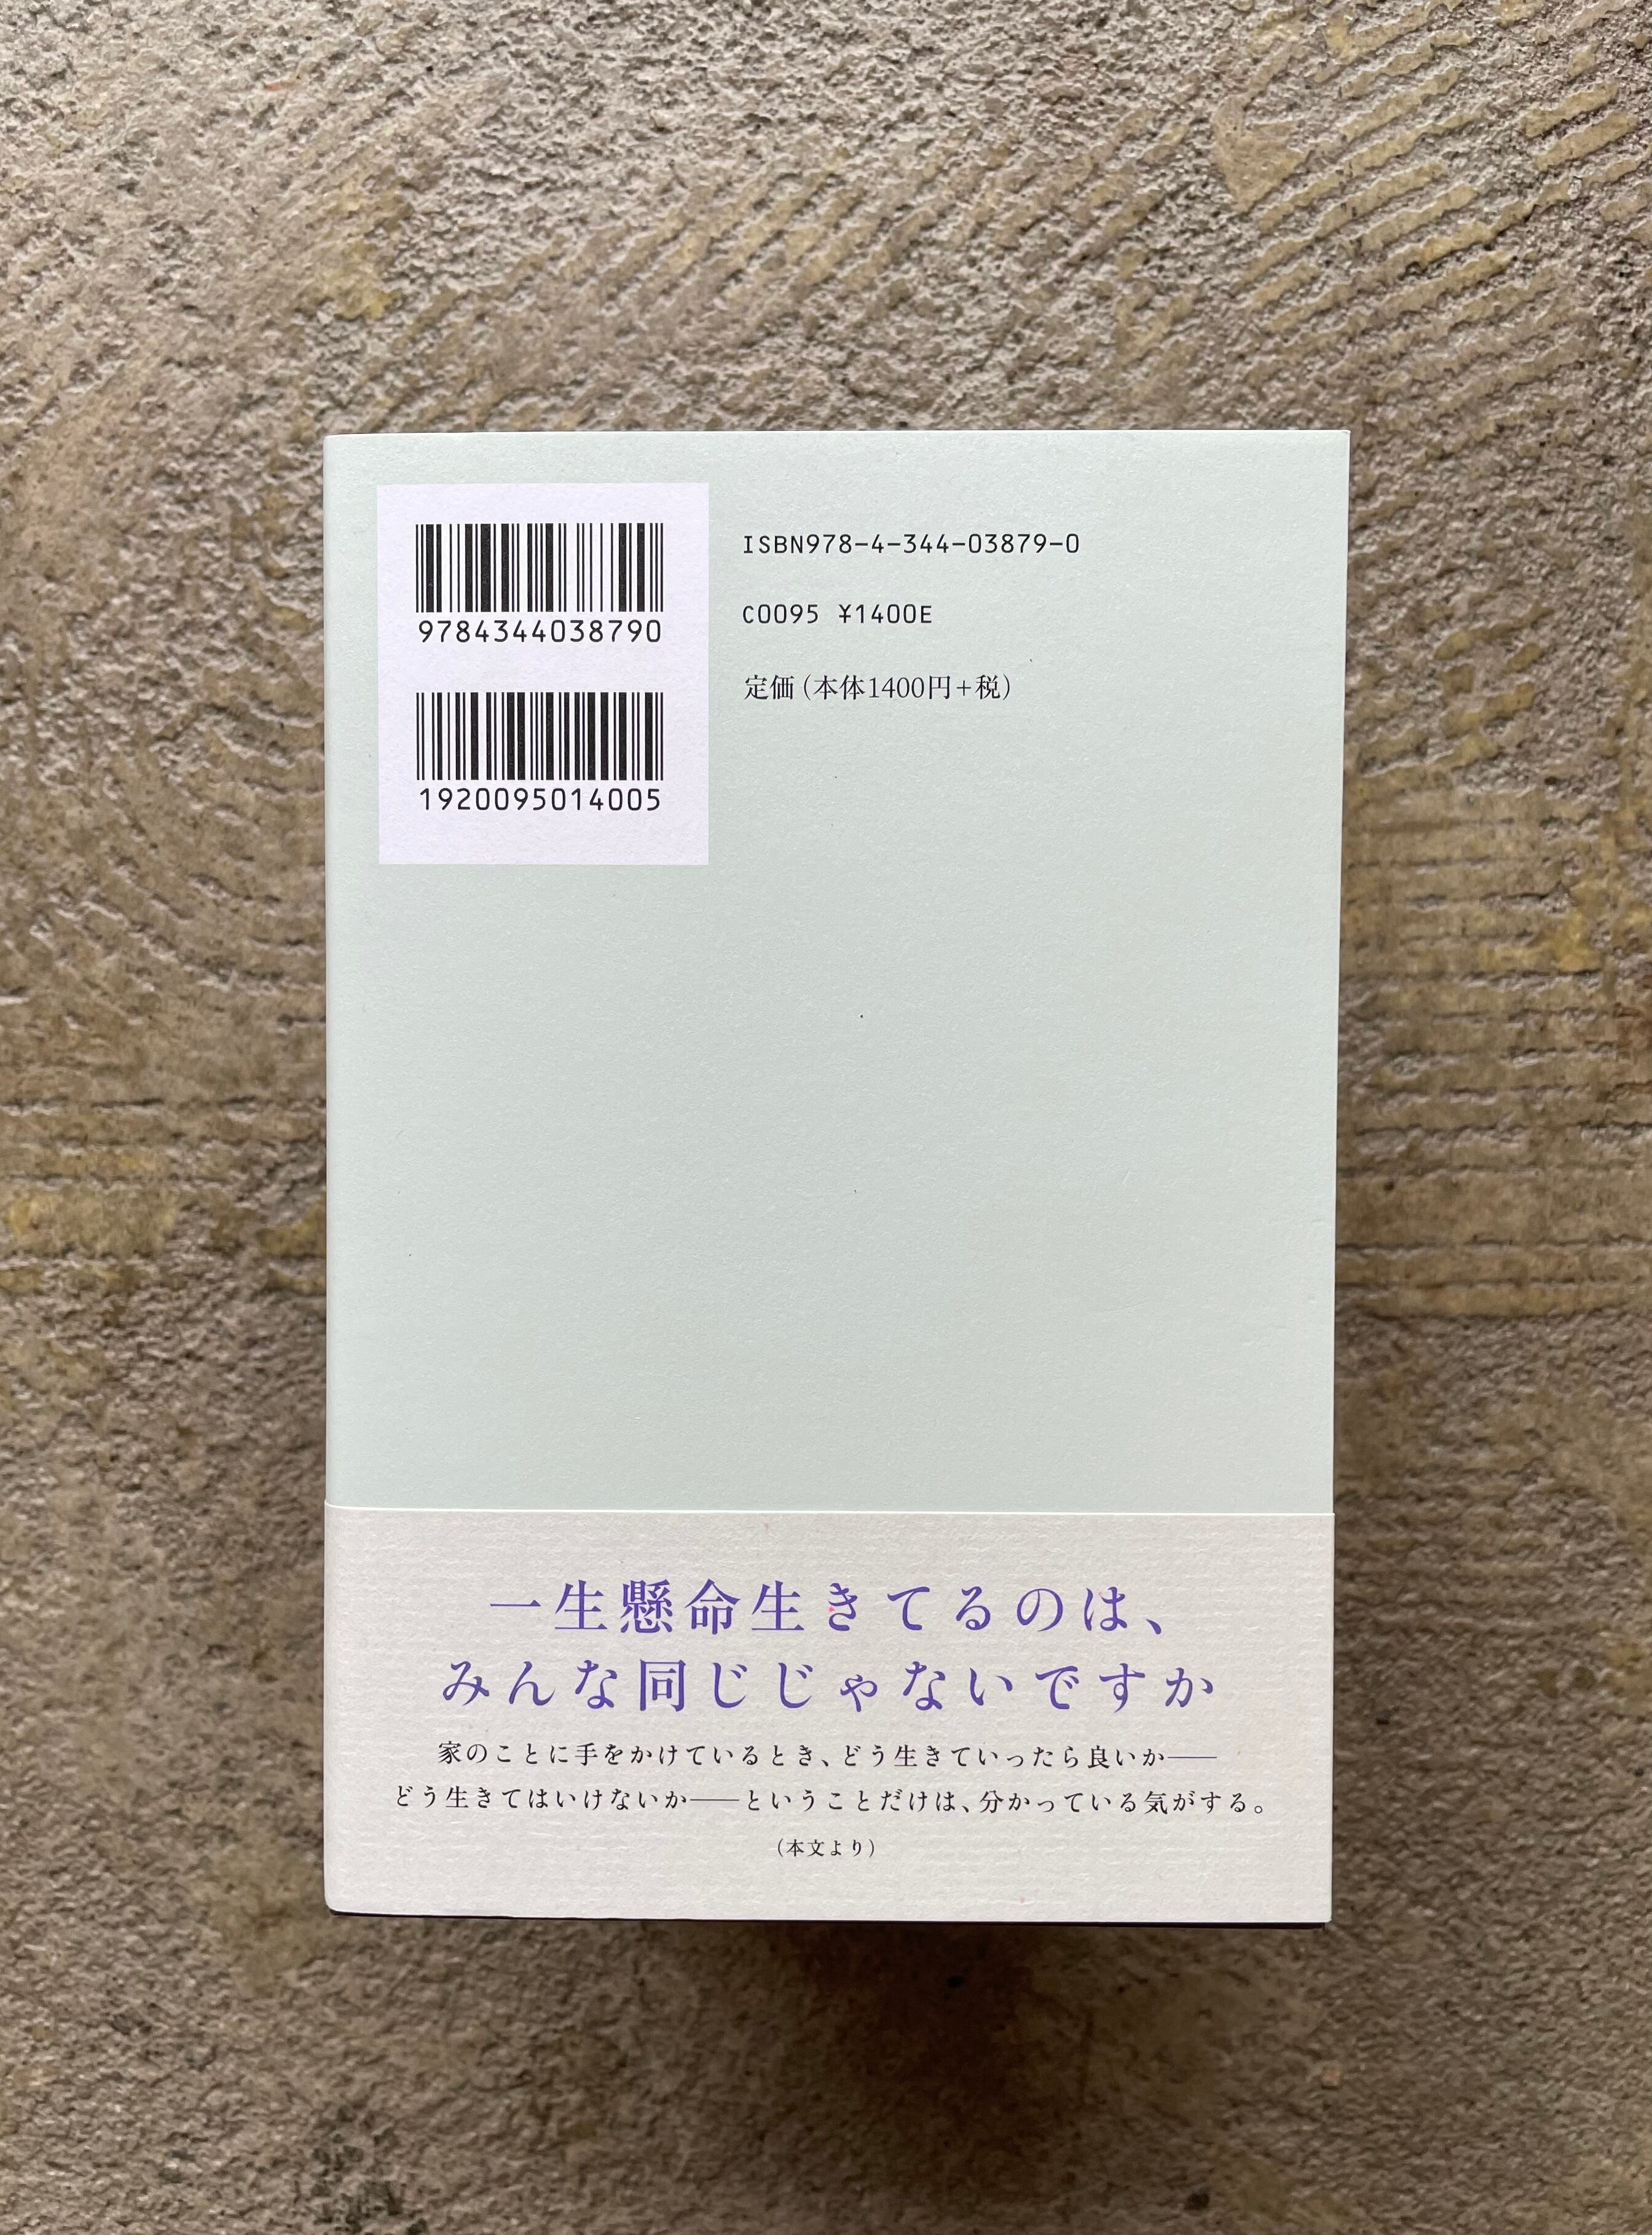 9784344038790
1920095014005
ISBN978-4-344-03879-0
C0095 ¥1400E
定価(本体1400円+税)
一生懸命生きてるのは、
みんな同じじゃないですか
家のことに手をかけているとき、どう生きていったら良いか――
どう生きてはいけないか――ということだけは、分かっている気がする。
(本文より)